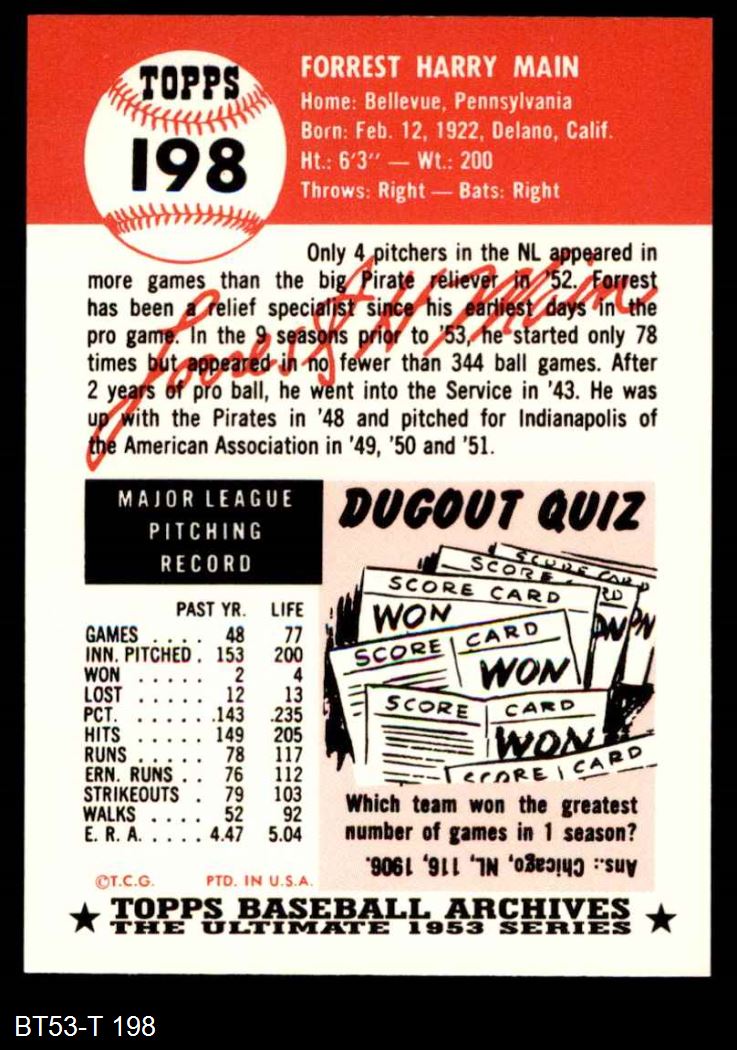 TOPPS
198
FORREST HARRY MAIN
Home: Bellevue, Pennsylvania
Born: Feb. 12, 1922, Delano, Calif.
Ht.: 6'3" — Wt.: 200
Throws: Right — Bats: Right
Only 4 pitchers in the NL appeared in
more games than the big Pirate reliever in '52. Forrest
has been a relief specialist since his earliest days in the
pro game. In the 9 seasons prior to '53, he started only 78
times but appeared in no fewer than 344 ball games. After
2 years of pro ball, he went into the Service in '43. He was
up with the Pirates in '48 and pitched for Indianapolis of
the American Association in '49, '50 and '51.
Forrest H Main
MAJOR LEAGUE
PITCHING
RECORD
PAST YR. LIFE
GAMES .... 48 77
INN. PITCHED . 153 200
WON ...... 2 4
LOST ...... 12 13
PCT. ...... .143 .235
HITS ...... 149 205
RUNS ..... 78 117
ERN. RUNS .. 76 112
STRIKEOUTS . 79 103
WALKS .... 52 92
E. R. A. ..... 4.47 5.04
©T.C.G. PTD. IN U.S.A.
DUGOUT QUIZ
SCORE CARD
SCORE
SCORE CARD
WON
SCORE CARD
WON
SCORE CARD
WON
SCORE CARD
Which team won the greatest
number of games in 1 season?
Ans.: Chicago, NL, 116, 1906.
★ TOPPS BASEBALL ARCHIVES ★
THE ULTIMATE 1953 SERIES
BT53-T 198